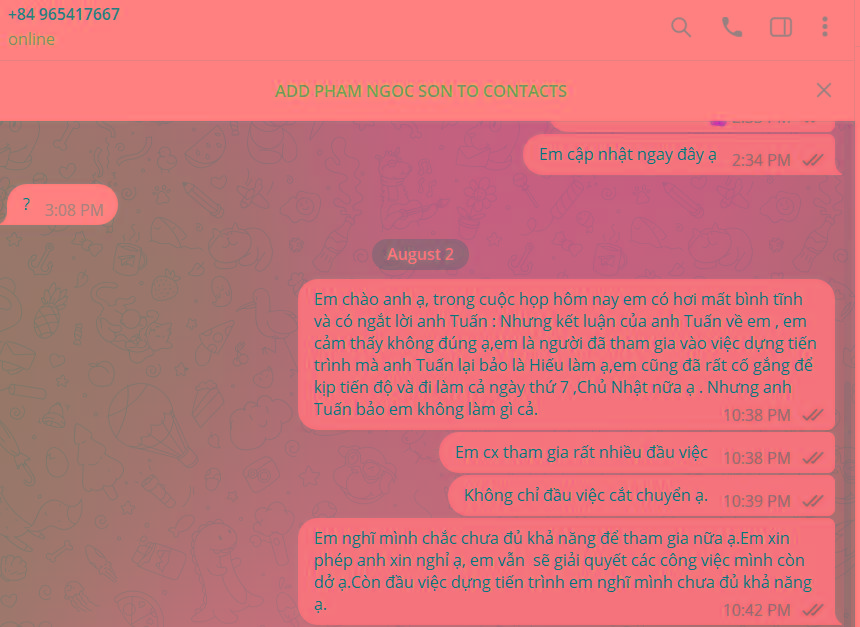 +84 965417667
online
ADD PHAM NGOC SON TO CONTACTS
Em cập nhật ngay đây ạ 2:34 PM
? 3:08 PM
August 2
Em chào anh ạ, trong cuộc họp hôm nay em có hơi mất bình tĩnh
và có ngắt lời anh Tuấn : Nhưng kết luận của anh Tuấn về em , em
cảm thấy không đúng ạ,em là người đã tham gia vào việc dựng tiến
trình mà anh Tuấn lại bảo là Hiếu làm ạ,em cũng đã rất cố gắng để
kịp tiến độ và đi làm cả ngày thứ 7 ,Chủ Nhật nữa ạ . Nhưng anh
Tuấn bảo em không làm gì cả. 10:38 PM
Em cx tham gia rất nhiều đầu việc 10:38 PM
Không chỉ đầu việc cắt chuyển ạ. 10:39 PM
Em nghĩ mình chắc chưa đủ khả năng để tham gia nữa ạ.Em xin
phép anh xin nghỉ ạ, em vẫn sẽ giải quyết các công việc mình còn
dở ạ.Còn đầu việc dựng tiến trình em nghĩ mình chưa đủ khả năng
ạ. 10:42 PM